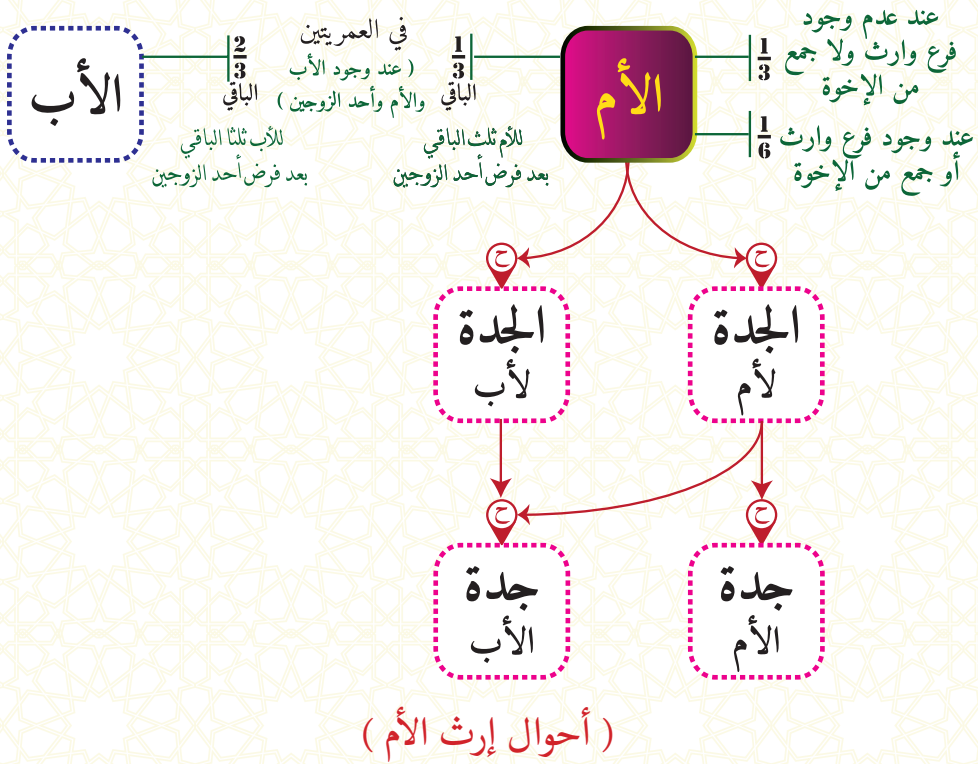 عند عدم وجود
فرع وارث ولا جمع
من الإخوة
1/3
عند وجود فرع وارث
أو جمع من الإخوة
1/6
الأم
1/3
الباقي
للأم ثلث الباقي
بعد فرض أحد الزوجين
في العمريتين
( عند وجود الأب
والأم وأحد الزوجين )
2/3
الباقي
للأب ثلثا الباقي
بعد فرض أحد الزوجين
الأب
ح
ح
الجدة
لأم
الجدة
لأب
ح
ح
جدة
الأم
جدة
الأب
( أحوال إرث الأم )